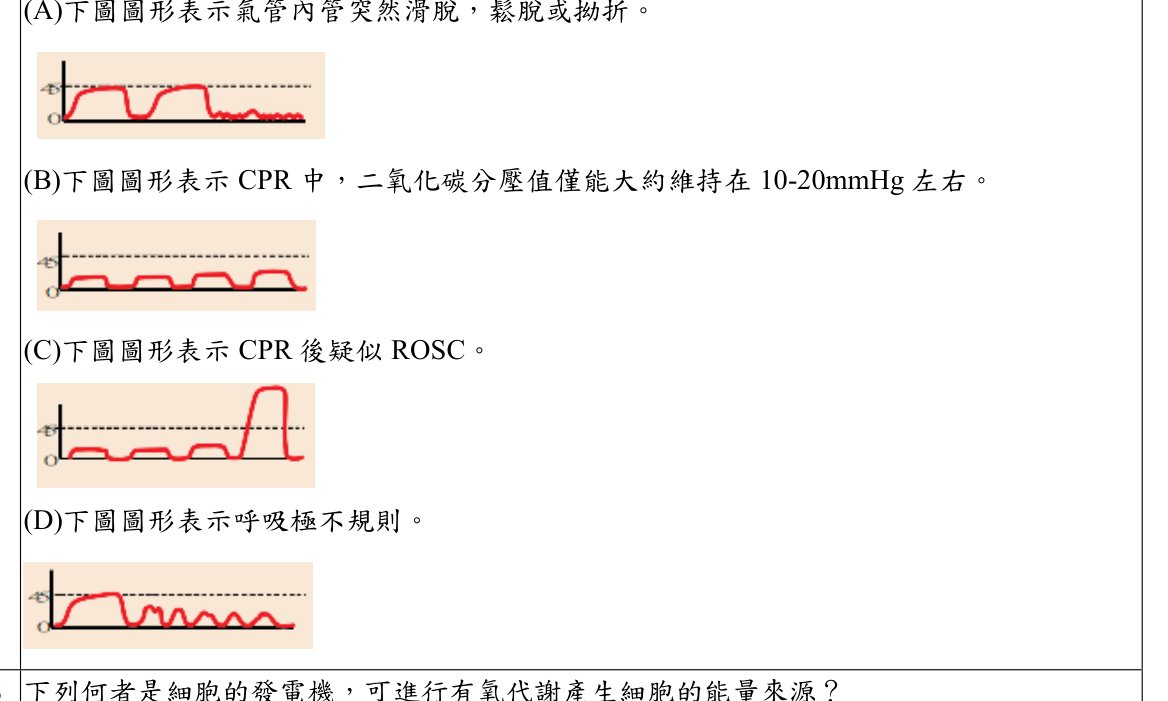 (A)下圖圖形表示氣管內管突然滑脫，鬆脫或拗折。
45
0
(B)下圖圖形表示 CPR 中，二氧化碳分壓值僅能大約維持在 10-20mmHg 左右。
45
0
(C)下圖圖形表示 CPR 後疑似 ROSC。
45
0
(D)下圖圖形表示呼吸極不規則。
45
0
下列何者是細胞的發電機，可進行有氧代謝產生細胞的能量來源？